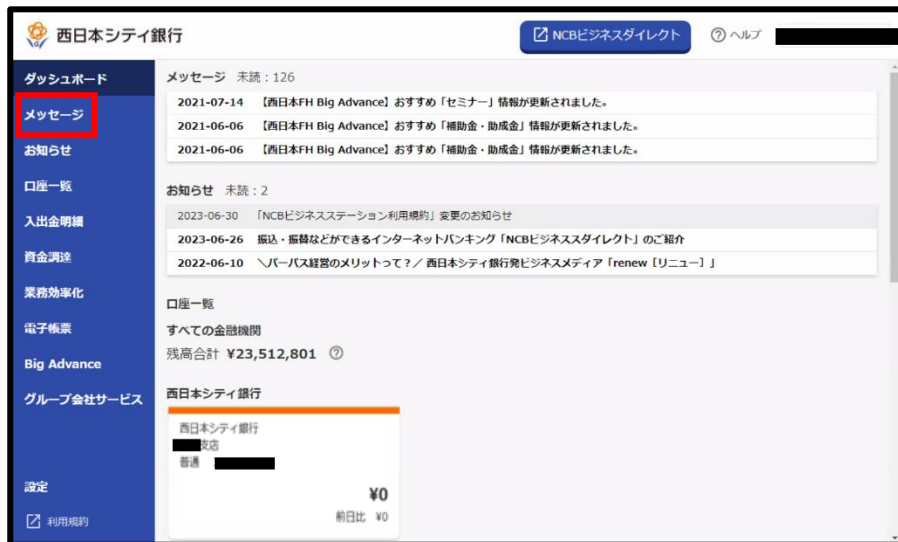 西日本シティ銀行
NCBビジネスダイレクト
ヘルプ
ダッシュボード
メッセージ
お知らせ
口座一覧
入出金明細
資金調達
業務効率化
電子帳票
Big Advance
グループ会社サービス
設定
利用規約
メッセージ 未読:126
2021-07-14 【西日本FH Big Advance】おすすめ「セミナー」情報が更新されました。
2021-06-06 【西日本FH Big Advance】おすすめ「補助金・助成金」情報が更新されました。
2021-06-06 【西日本FH Big Advance】おすすめ「補助金・助成金」情報が更新されました。
お知らせ 未読:2
2023-06-30 「NCBビジネスステーション利用規約」変更のお知らせ
2023-06-26 振込・振替などができるインターネットバンキング「NCBビジネススダイレクト」のご紹介
2022-06-10 ＼パーパス経営のメリットって?／ 西日本シティ銀行発ビジネスメディア「renew［リニュー］」
口座一覧
すべての金融機関
残高合計 ¥23,512,801
西日本シティ銀行
西日本シティ銀行
支店
普通
¥0
前日比 ¥0